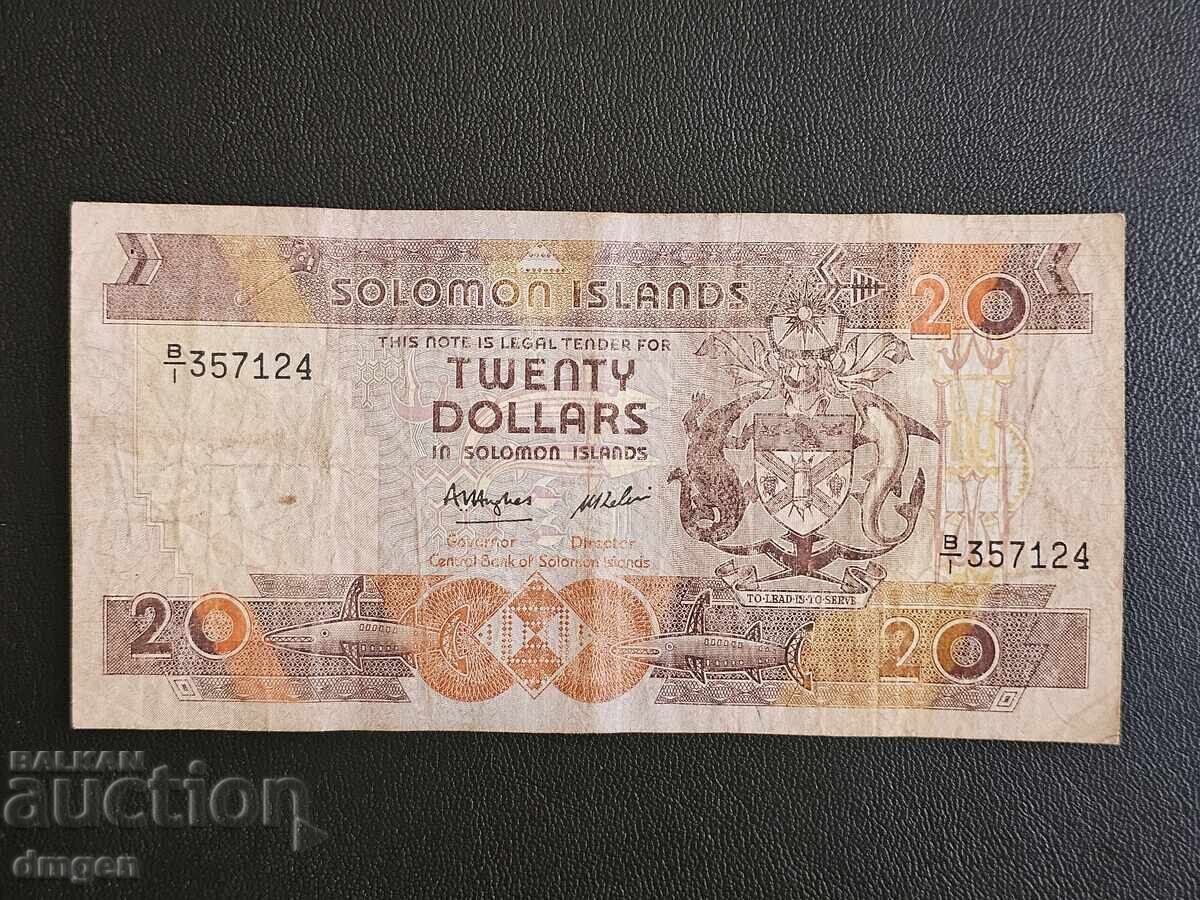 SOLOMON ISLANDS
20
B/1 357124
THIS NOTE IS LEGAL TENDER FOR
TWENTY
DOLLARS
IN SOLOMON ISLANDS
Governor Director
Central Bank of Solomon Islands
B/1 357124
TO·LEAD·IS·TO·SERVE
20
20
BALKAN
auction
dmgen